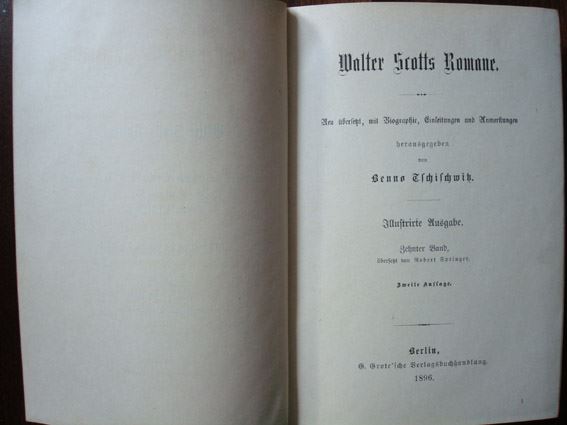 Walter Scotts Romane.
Neu übersetzt, mit Biographie, Einleitungen und Anmerkungen
herausgegeben
von
Benno Tschischwitz.
Illustrirte Ausgabe.
Zehnter Band,
übersetzt von Robert Springer.
Zweite Auflage.
Berlin,
G. Grote'sche Verlagsbuchhandlung.
1896.
1